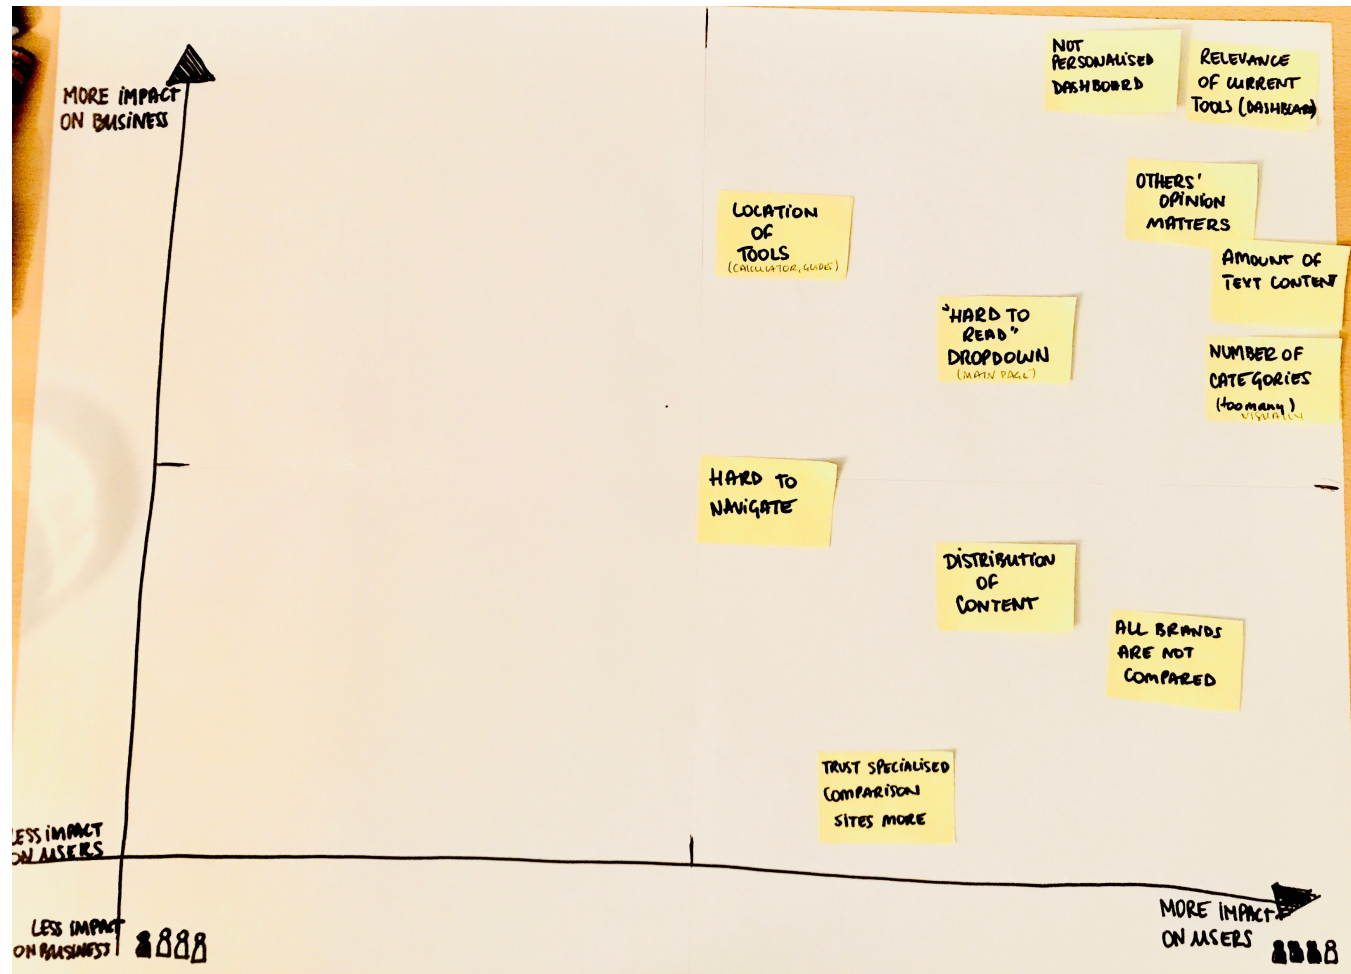 MORE IMPACT
ON BUSINESS
NOT
PERSONALISED
DASHBOARD
RELEVANCE
OF CURRENT
TOOLS (DASHBOARD)
OTHERS'
OPINION
MATTERS
LOCATION
OF
TOOLS
(CALCULATOR, GUIDES)
AMOUNT OF
TEXT CONTENT
"HARD TO
READ"
DROPDOWN
(MAIN PAGE)
NUMBER OF
CATEGORIES
(too many)
VISUALLY
HARD TO
NAVIGATE
DISTRIBUTION
OF
CONTENT
ALL BRANDS
ARE NOT
COMPARED
TRUST SPECIALISED
COMPARISON
SITES MORE
LESS IMPACT
ON USERS
LESS IMPACT
ON BUSINESS
MORE IMPACT
ON USERS